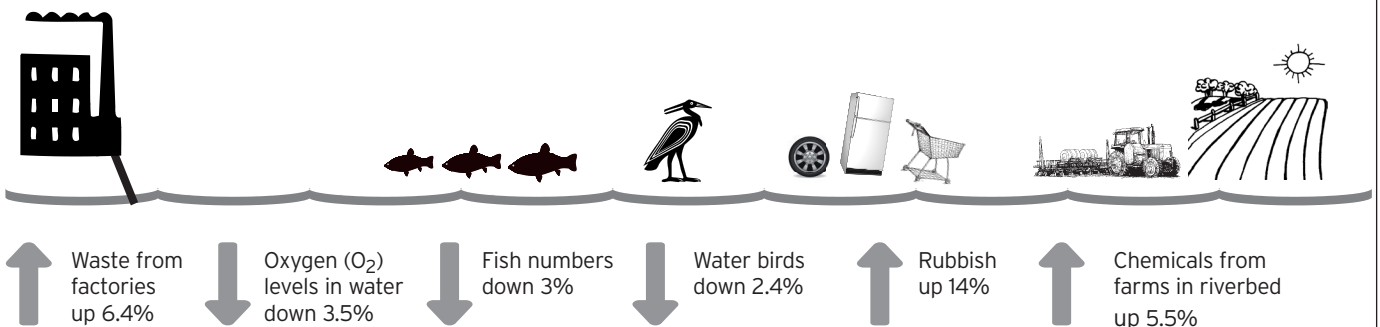 Waste from
factories
up 6.4%
Oxygen (O₂)
levels in water
down 3.5%
Fish numbers
down 3%
Water birds
down 2.4%
Rubbish
up 14%
Chemicals from
farms in riverbed
up 5.5%